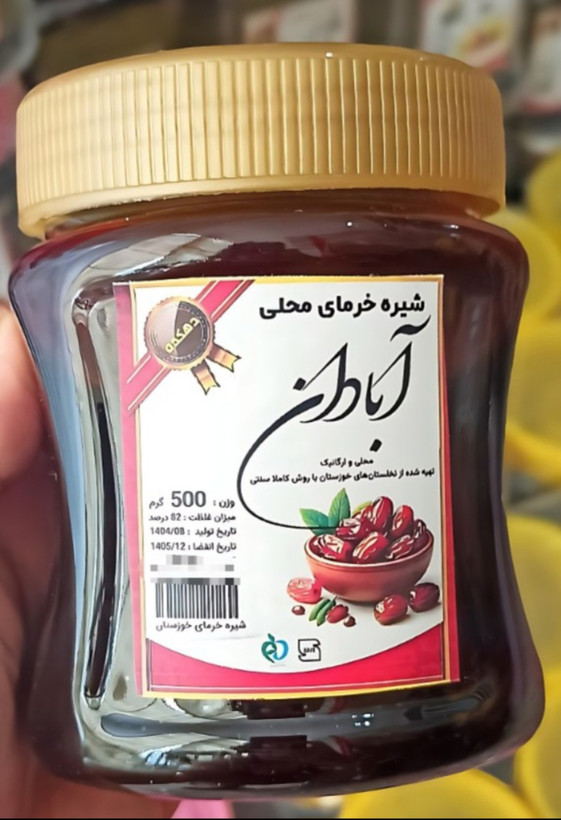 شیره خرمای محلی
دهکده
آبادان
محلی و ارگانیک
تهیه شده از نخلستان‌های خوزستان با روش کاملا سنتی
وزن : 500 گرم
میزان غلظت : 82 درصد
تاریخ تولید : 1404/08
تاریخ انقضا : 1405/12
شیره خرمای خوزستان